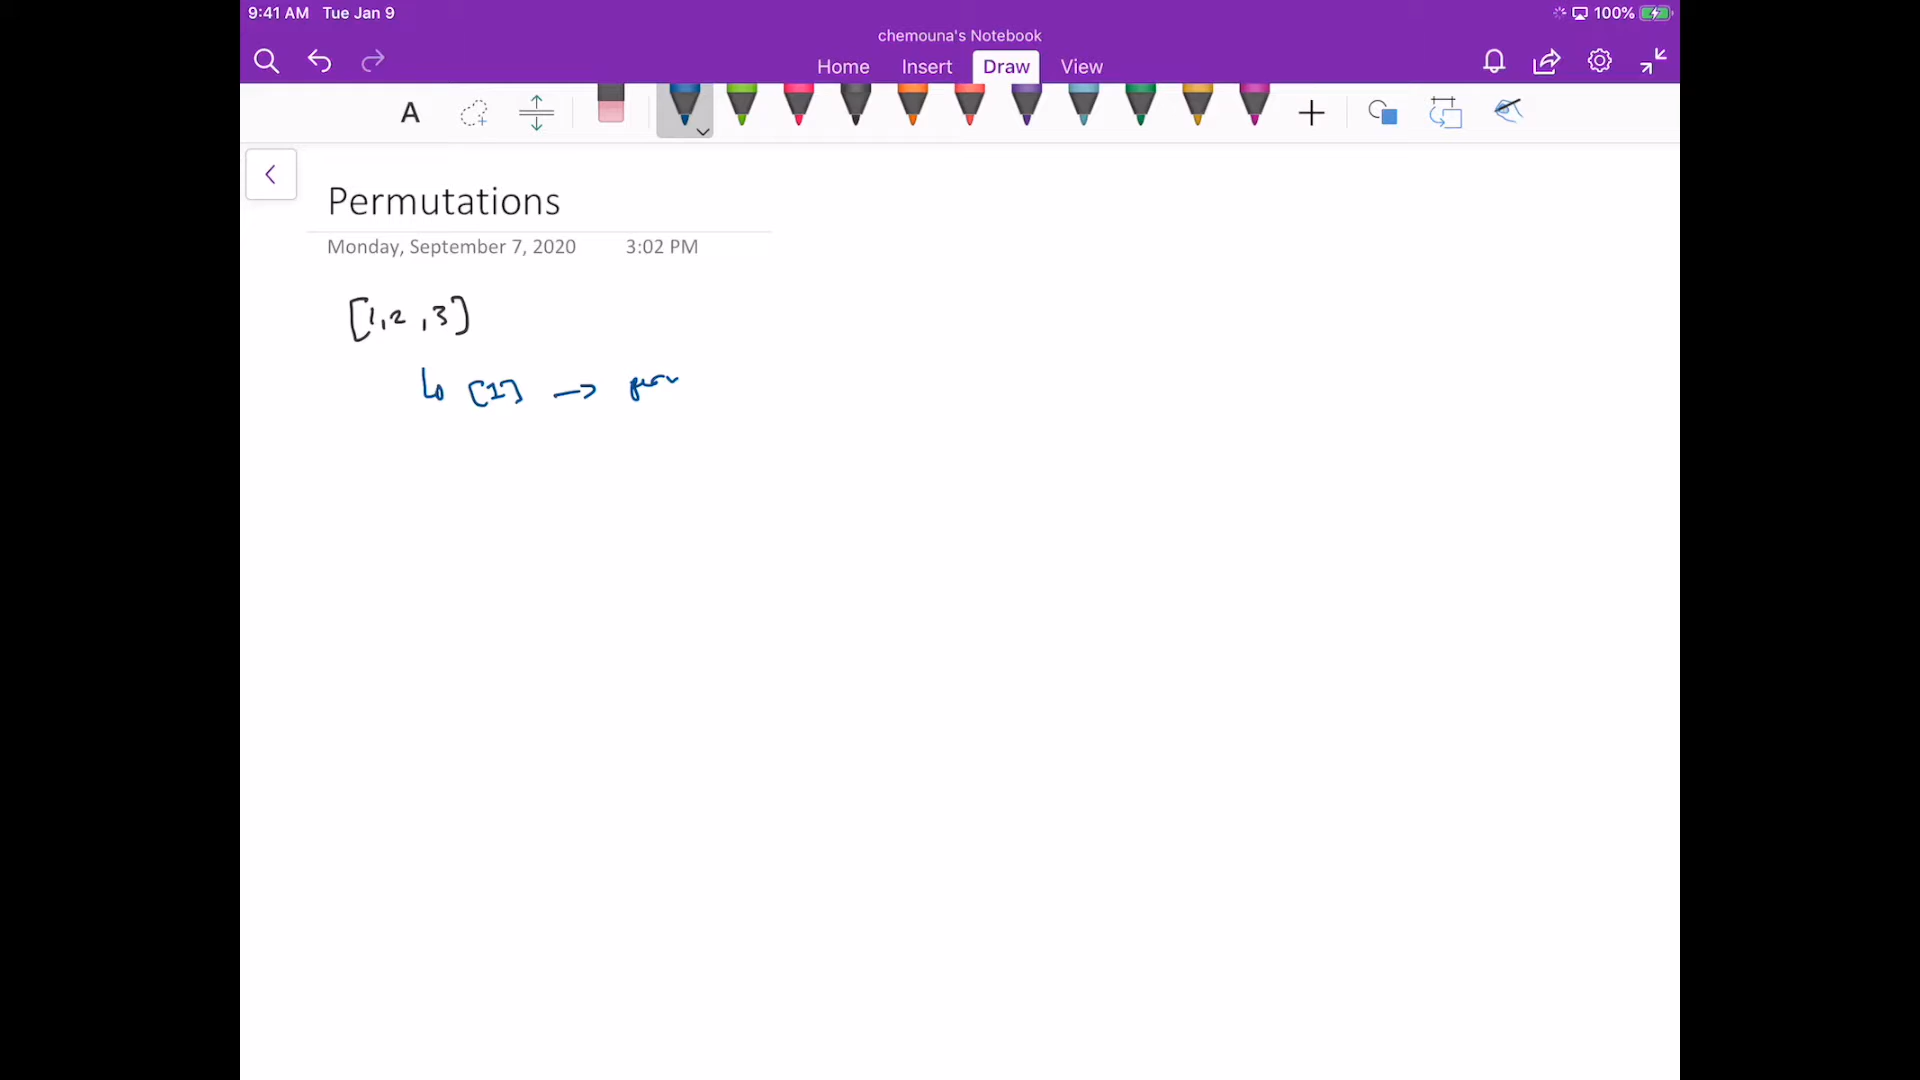 9:41 AM Tue Jan 9
100%
chemouna's Notebook
Home Insert Draw View
A
Permutations
Monday, September 7, 2020 3:02 PM
[1,2,3]
↳ [1] →